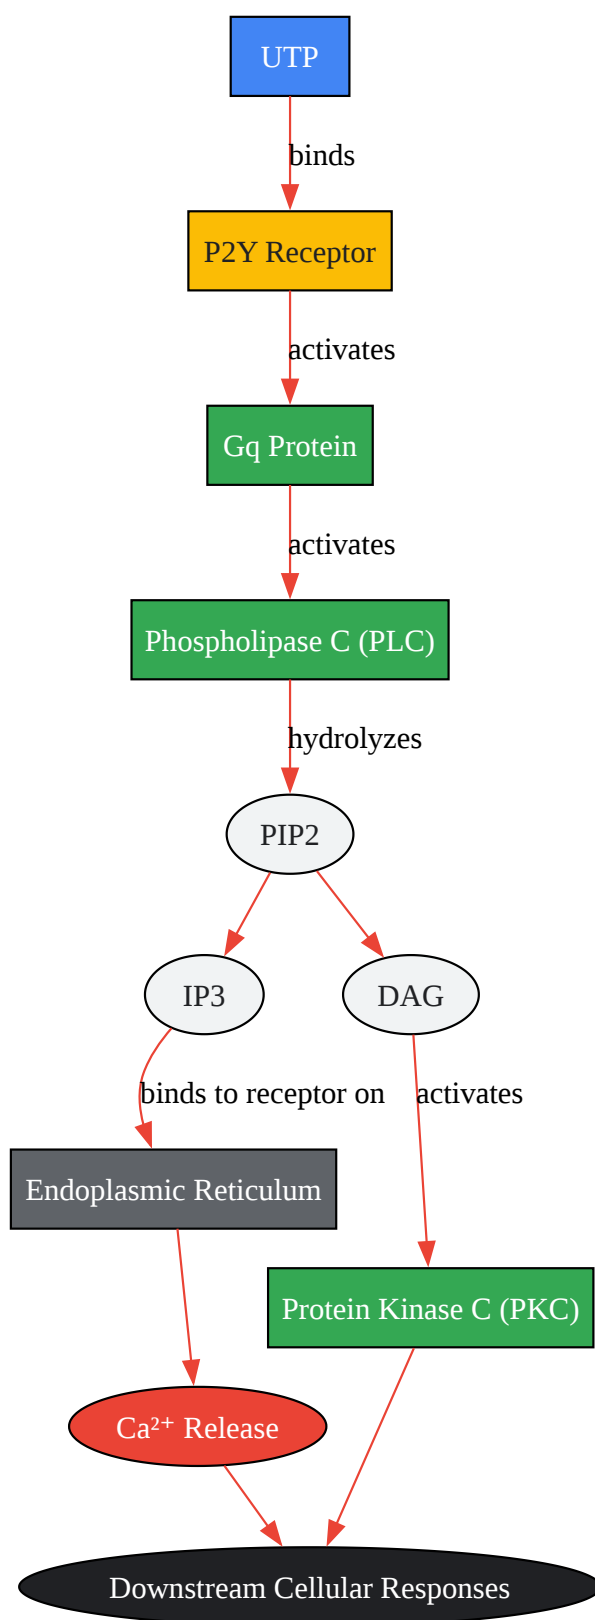 UTP
binds
P2Y Receptor
activates
Gq Protein
activates
Phospholipase C (PLC)
hydrolyzes
PIP2
IP3
DAG
binds to receptor on
activates
Endoplasmic Reticulum
Protein Kinase C (PKC)
Ca²⁺ Release
Downstream Cellular Responses